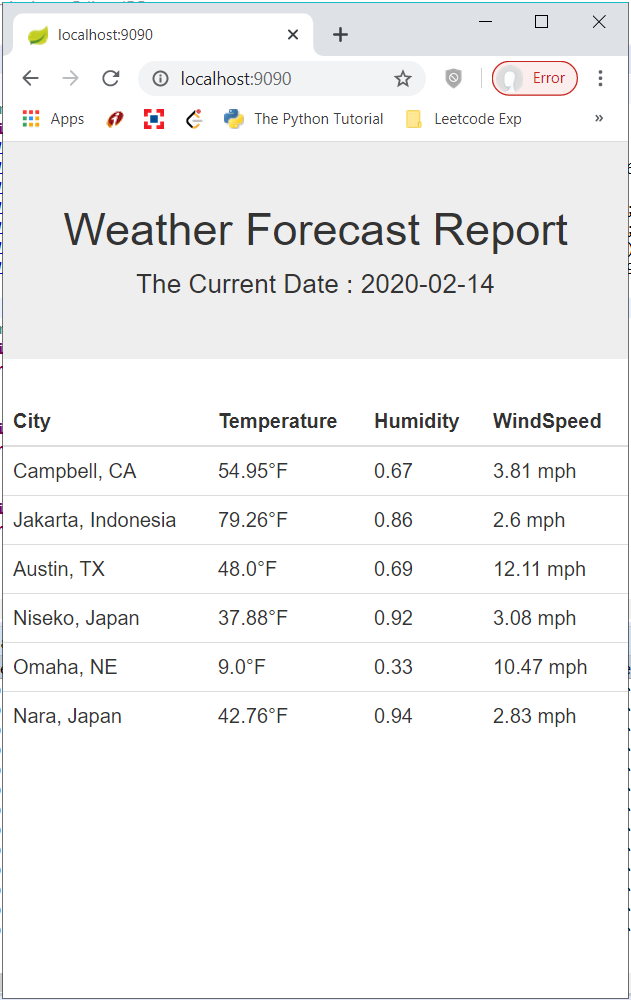 localhost:9090
localhost:9090 Error
Apps The Python Tutorial Leetcode Exp »
Weather Forecast Report
The Current Date : 2020-02-14
City Temperature Humidity WindSpeed
Campbell, CA 54.95°F 0.67 3.81 mph
Jakarta, Indonesia 79.26°F 0.86 2.6 mph
Austin, TX 48.0°F 0.69 12.11 mph
Niseko, Japan 37.88°F 0.92 3.08 mph
Omaha, NE 9.0°F 0.33 10.47 mph
Nara, Japan 42.76°F 0.94 2.83 mph